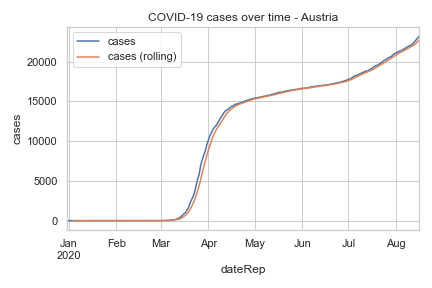 COVID-19 cases over time - Austria
cases
cases (rolling)
20000
15000
10000
5000
0
cases
Jan Feb Mar Apr May Jun Jul Aug
2020
dateRep